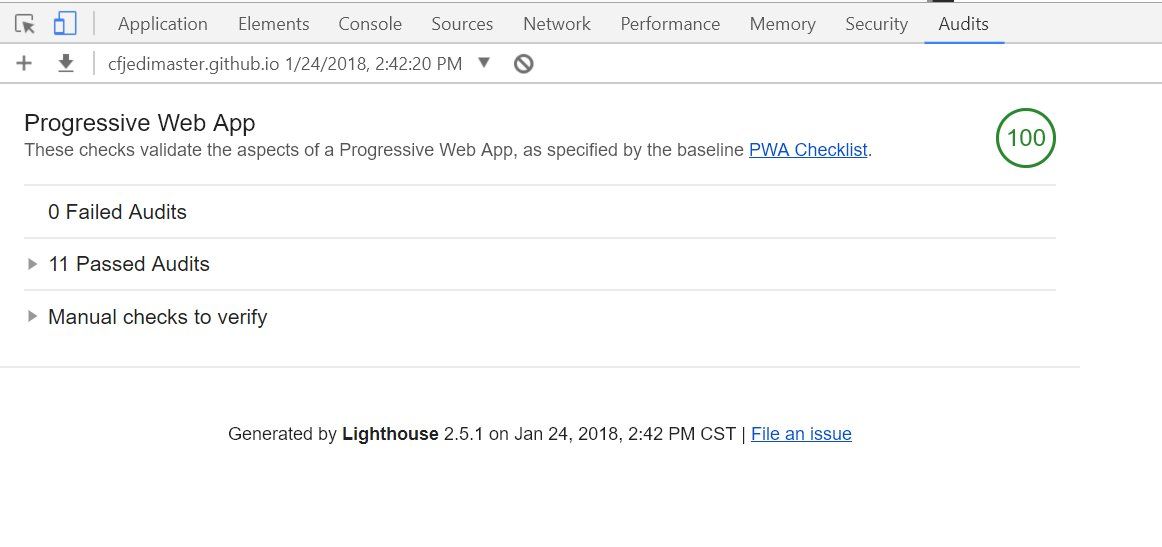 Application Elements Console Sources Network Performance Memory Security Audits
cfjedimaster.github.io 1/24/2018, 2:42:20 PM
Progressive Web App
100
These checks validate the aspects of a Progressive Web App, as specified by the baseline PWA Checklist.
0 Failed Audits
11 Passed Audits
Manual checks to verify
Generated by Lighthouse 2.5.1 on Jan 24, 2018, 2:42 PM CST | File an issue